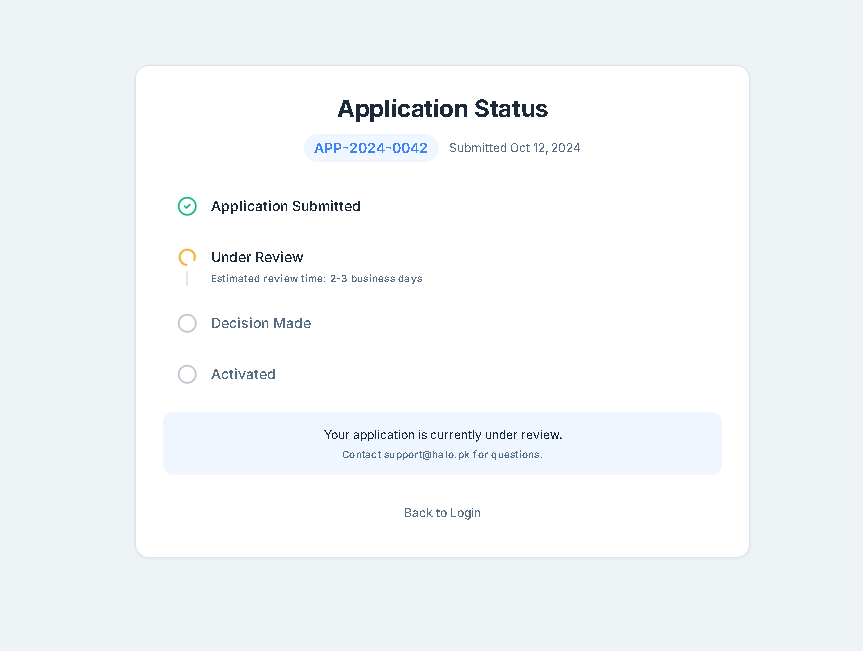 Application Status
APP-2024-0042 Submitted Oct 12, 2024
Application Submitted
Under Review
Estimated review time: 2-3 business days
Decision Made
Activated
Your application is currently under review.
Contact support@halo.pk for questions.
Back to Login